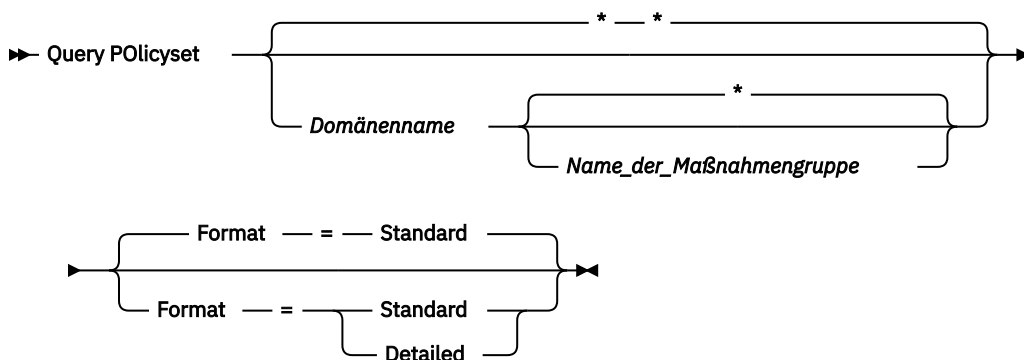 * *
Query POlicyset
*
Domänenname
Name_der_Maßnahmengruppe
Format = Standard
Format = Standard
Detailed